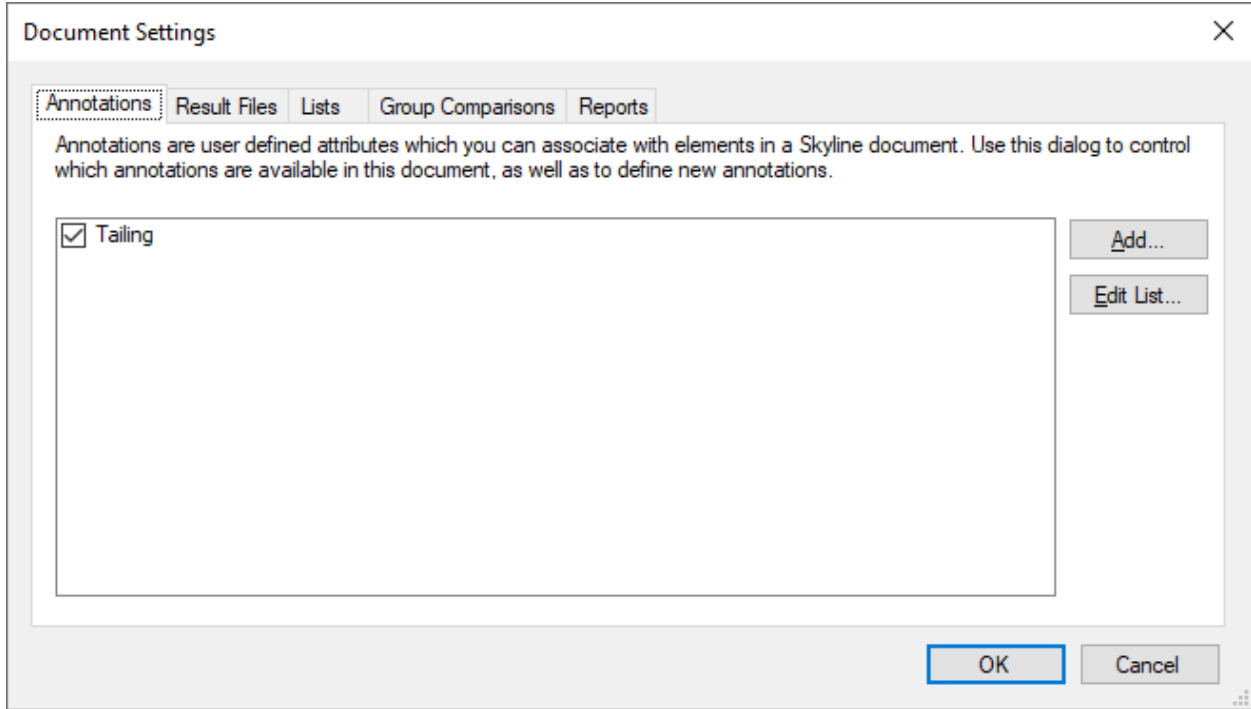 Document Settings
Annotations Result Files Lists Group Comparisons Reports
Annotations are user defined attributes which you can associate with elements in a Skyline document. Use this dialog to control
which annotations are available in this document, as well as to define new annotations.
Tailing
Add...
Edit List...
OK Cancel